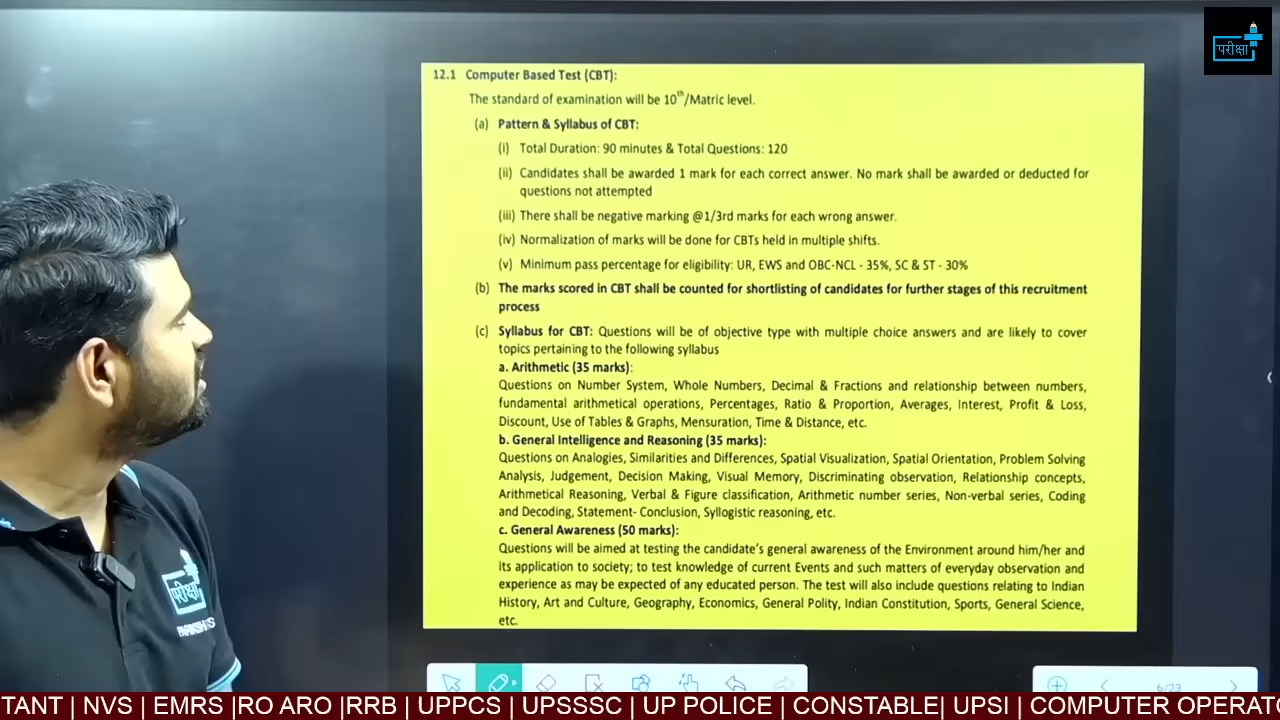 परीक्षा
12.1 Computer Based Test (CBT):
The standard of examination will be 10th/Matric level.
(a) Pattern & Syllabus of CBT:
(i) Total Duration: 90 minutes & Total Questions: 120
(ii) Candidates shall be awarded 1 mark for each correct answer. No mark shall be awarded or deducted for
questions not attempted
(iii) There shall be negative marking @1/3rd marks for each wrong answer.
(iv) Normalization of marks will be done for CBTs held in multiple shifts.
(v) Minimum pass percentage for eligibility: UR, EWS and OBC-NCL - 35%, SC & ST - 30%
(b) The marks scored in CBT shall be counted for shortlisting of candidates for further stages of this recruitment
process
(c) Syllabus for CBT: Questions will be of objective type with multiple choice answers and are likely to cover
topics pertaining to the following syllabus
a. Arithmetic (35 marks):
Questions on Number System, Whole Numbers, Decimal & Fractions and relationship between numbers,
fundamental arithmetical operations, Percentages, Ratio & Proportion, Averages, Interest, Profit & Loss,
Discount, Use of Tables & Graphs, Mensuration, Time & Distance, etc.
b. General Intelligence and Reasoning (35 marks):
Questions on Analogies, Similarities and Differences, Spatial Visualization, Spatial Orientation, Problem Solving
Analysis, Judgement, Decision Making, Visual Memory, Discriminating observation, Relationship concepts,
Arithmetical Reasoning, Verbal & Figure classification, Arithmetic number series, Non-verbal series, Coding
and Decoding, Statement- Conclusion, Syllogistic reasoning, etc.
c. General Awareness (50 marks):
Questions will be aimed at testing the candidate's general awareness of the Environment around him/her and
its application to society; to test knowledge of current Events and such matters of everyday observation and
experience as may be expected of any educated person. The test will also include questions relating to Indian
History, Art and Culture, Geography, Economics, General Polity, Indian Constitution, Sports, General Science,
etc.
परीक्षा
6/23
TANT | NVS | EMRS |RO ARO |RRB | UPPCS | UPSSSC | UP POLICE | CONSTABLE| UPSI | COMPUTER OPERATO